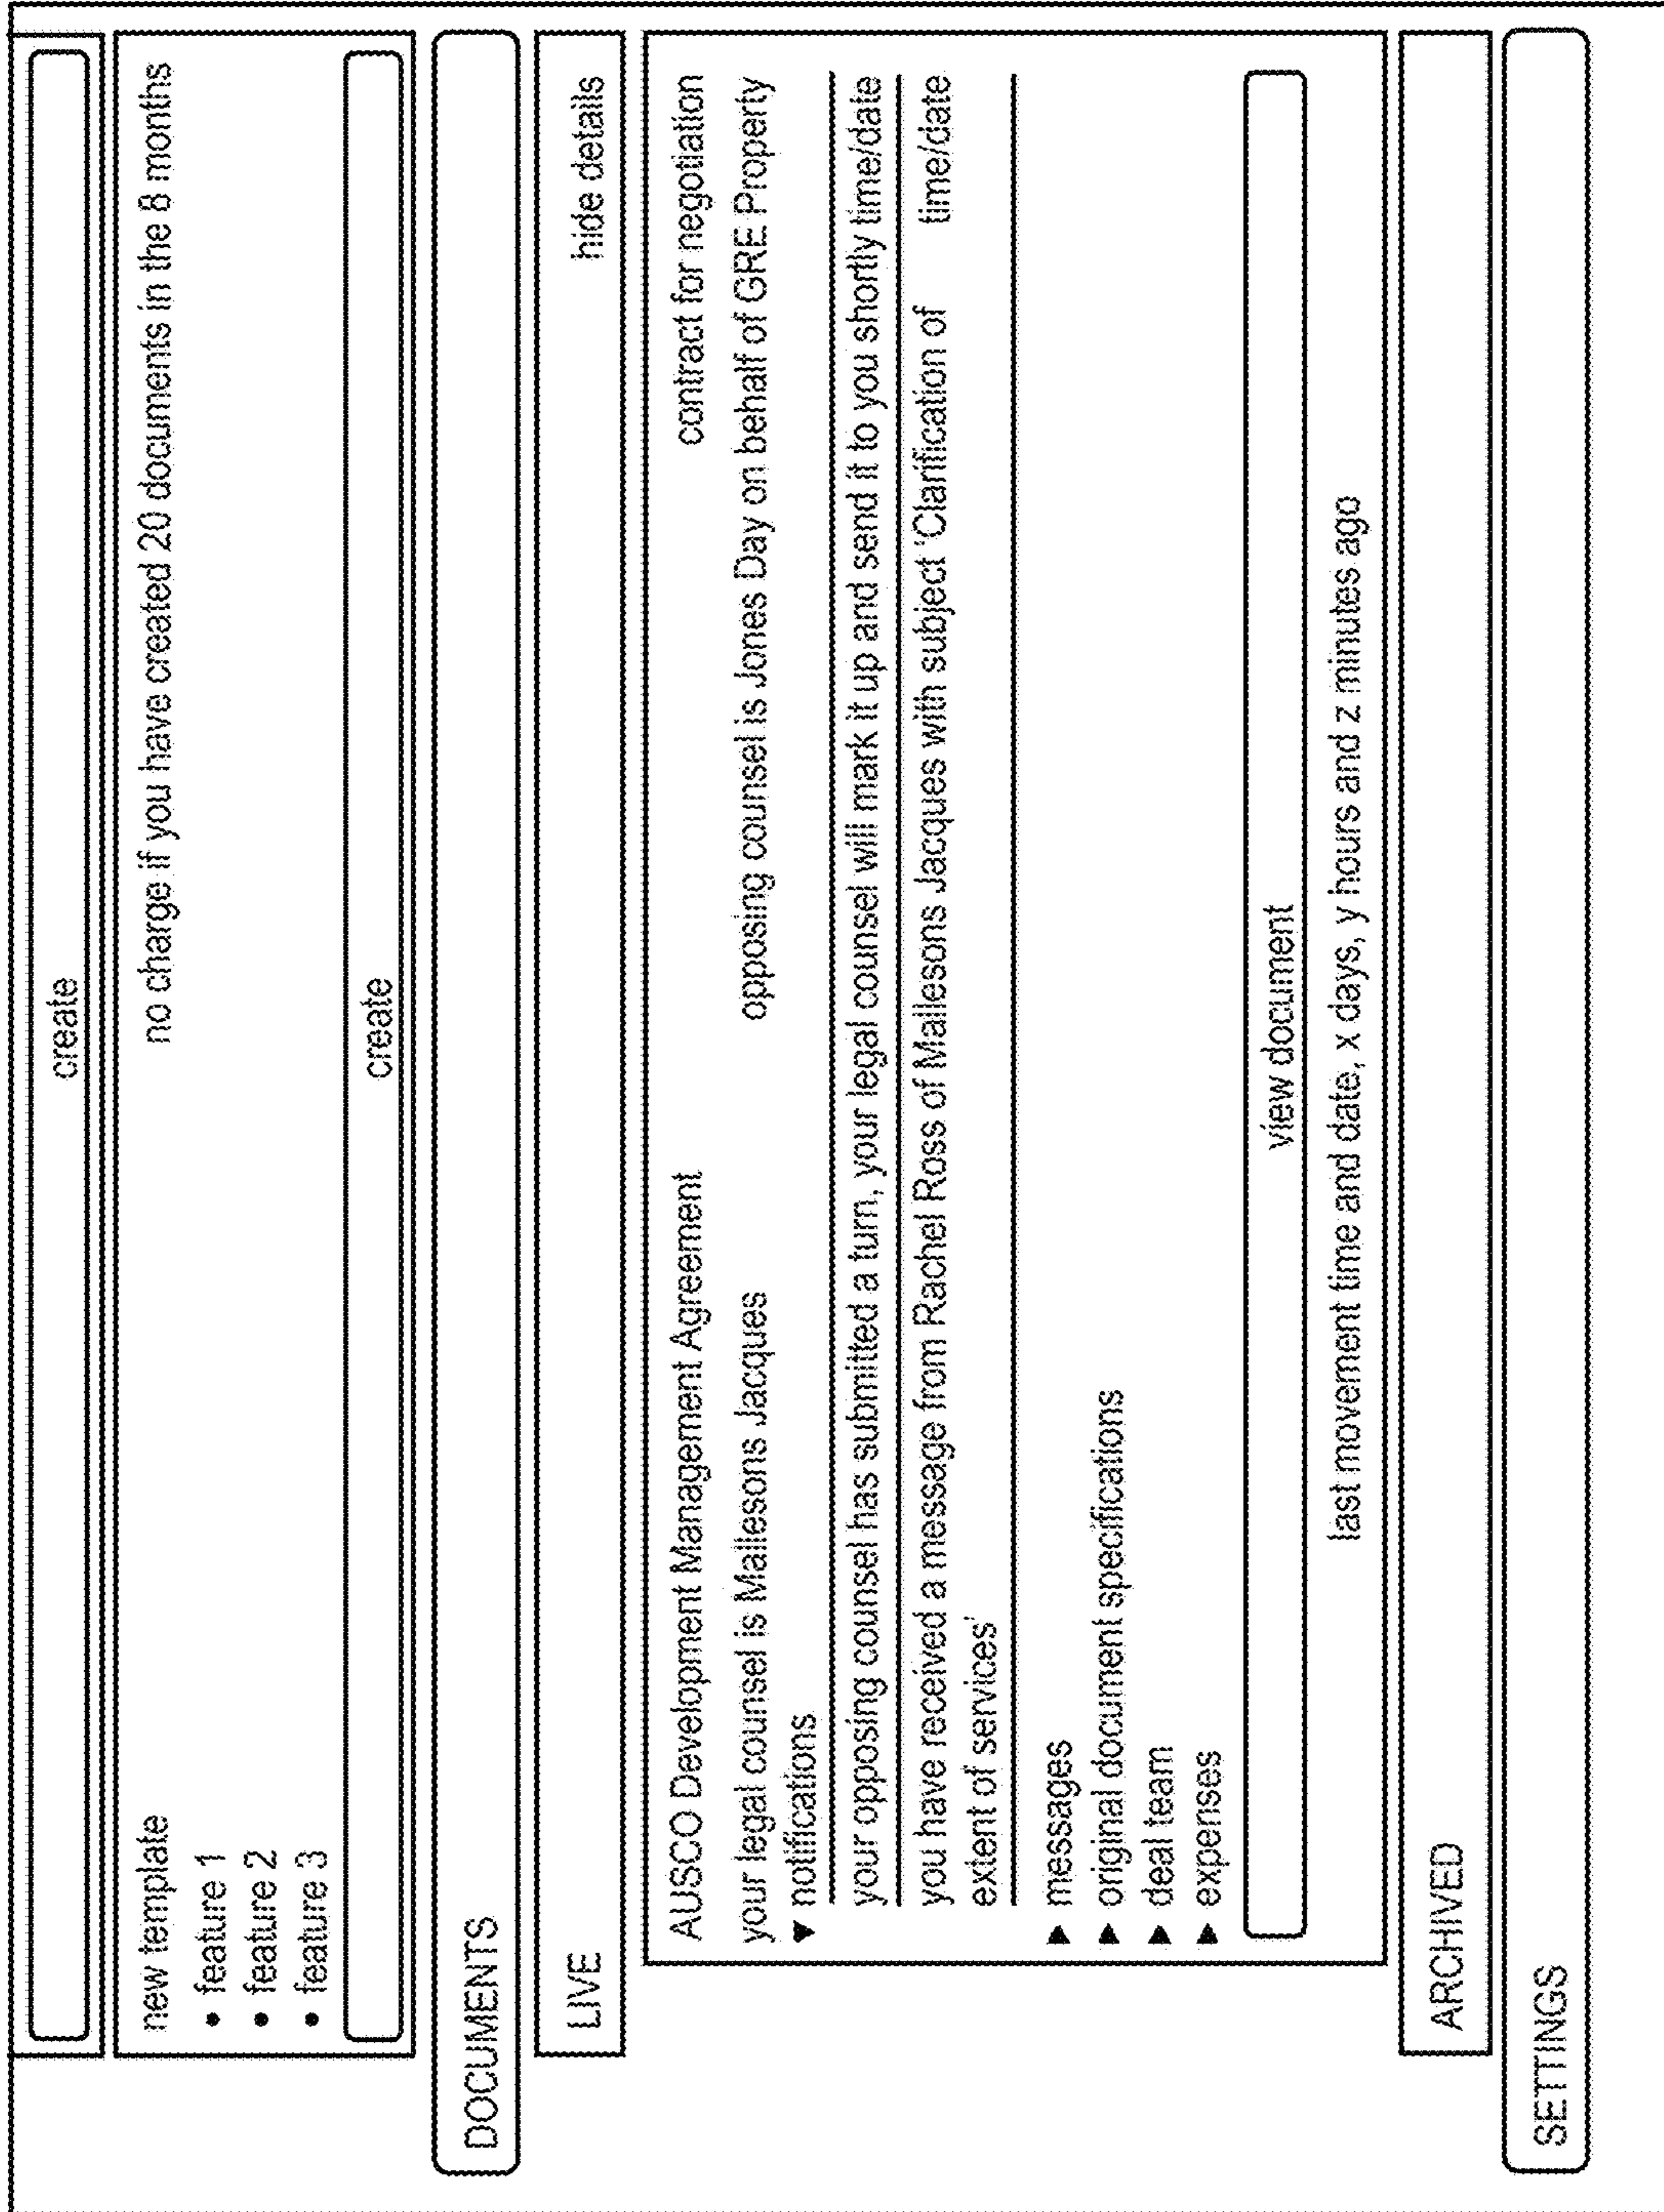 create
new template no charge if you have created 20 documents in the 8 months
• feature 1
• feature 2
• feature 3
create
DOCUMENTS
LIVE hide details
AUSCO Development Management Agreement contract for negotiation
your legal counsel is Mallesons Jacques opposing counsel is Jones Day on behalf of GRE Property
▼ notifications
your opposing counsel has submitted a turn, your legal counsel will mark it up and send it to you shortly time/date
you have received a message from Rachel Ross of Mallesons Jacques with subject 'Clarification of time/date
extent of services'
▶ messages
▶ original document specifications
▶ deal team
▶ expenses
view document
last movement time and date, x days, y hours and z minutes ago
ARCHIVED
SETTINGS